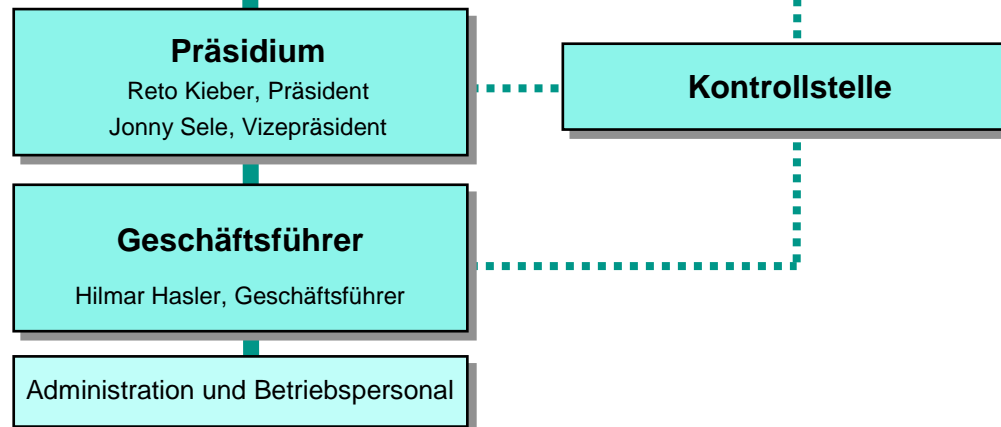 Präsidium
Reto Kieber, Präsident
Jonny Sele, Vizepräsident
Kontrollstelle
Geschäftsführer
Hilmar Hasler, Geschäftsführer
Administration und Betriebspersonal